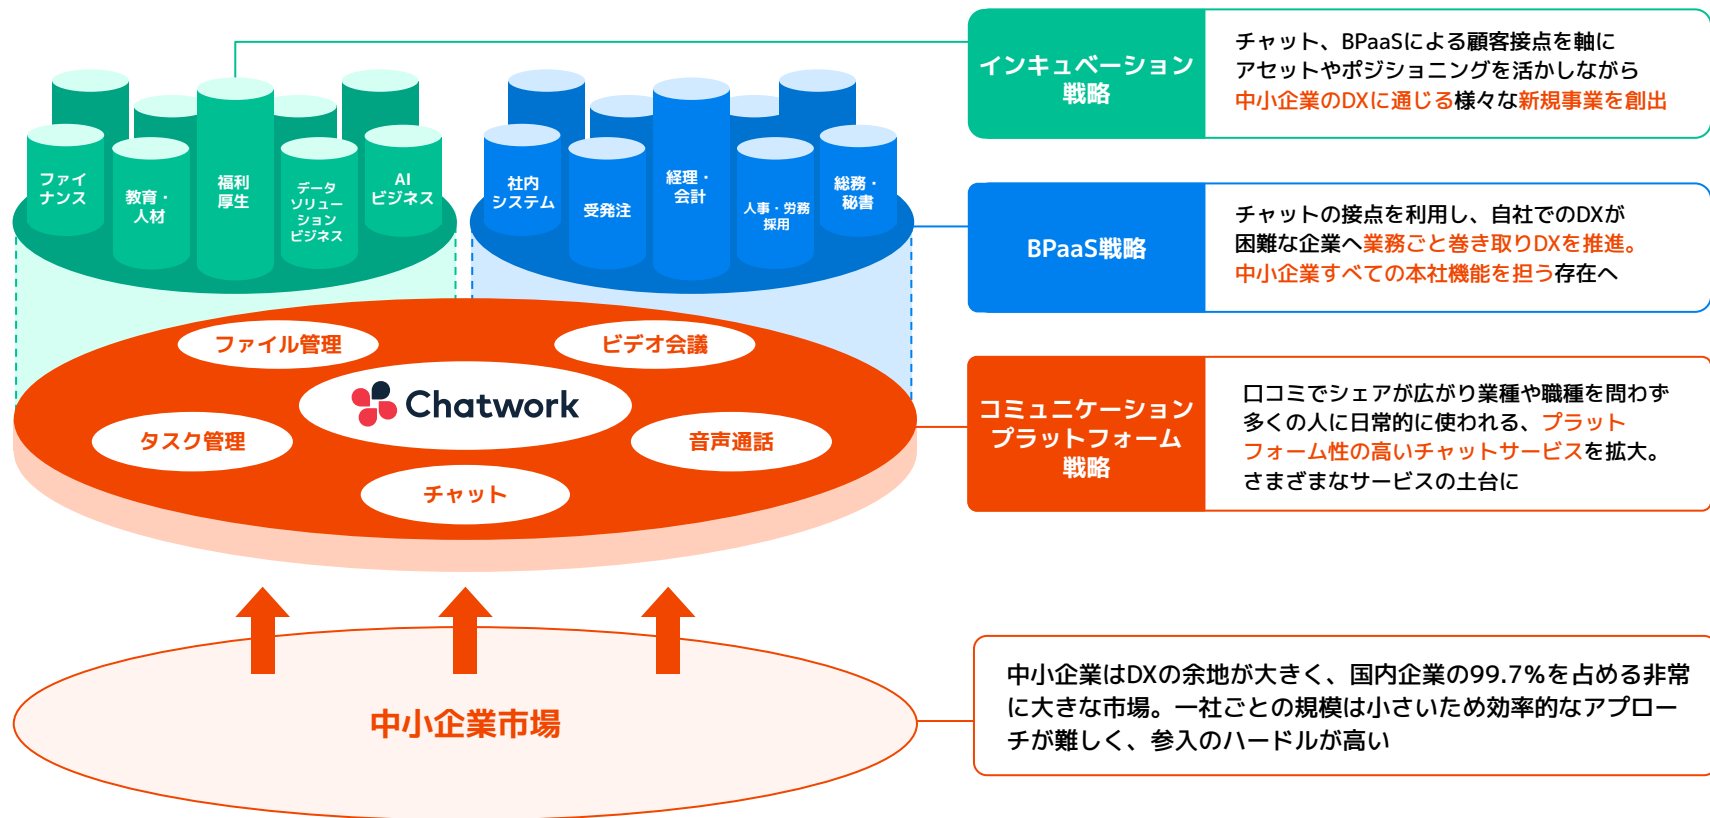 インキュベーション
戦略
チャット、BPaaSによる顧客接点を軸に
アセットやポジショニングを活かしながら
中小企業のDXに通じる様々な新規事業を創出
ファイ
ナンス
教育・
人材
福利
厚生
データ
ソリュー
ション
ビジネス
AI
ビジネス
社内
システム
受発注
経理・
会計
人事・労務
採用
総務・
秘書
BPaaS戦略
チャットの接点を利用し、自社でのDXが
困難な企業へ業務ごと巻き取りDXを推進。
中小企業すべての本社機能を担う存在へ
ファイル管理
ビデオ会議
Chatwork
タスク管理
音声通話
チャット
コミュニケーション
プラットフォーム
戦略
口コミでシェアが広がり業種や職種を問わず
多くの人に日常的に使われる、プラット
フォーム性の高いチャットサービスを拡大。
さまざまなサービスの土台に
中小企業市場
中小企業はDXの余地が大きく、国内企業の99.7%を占める非常
に大きな市場。一社ごとの規模は小さいため効率的なアプロー
チが難しく、参入のハードルが高い